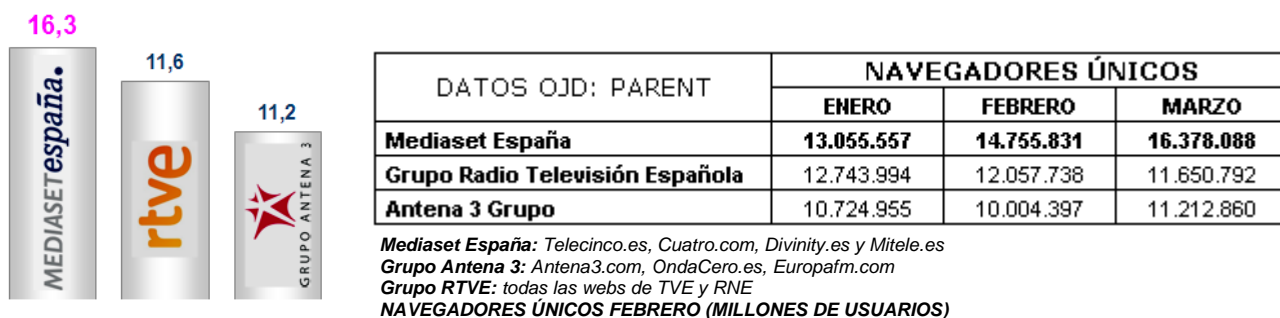 16,3
11,6
11,2
MEDIASETespaña.
rtve
GRUPO ANTENA 3
DATOS OJD: PARENT
NAVEGADORES ÚNICOS
ENERO FEBRERO MARZO
Mediaset España 13.055.557 14.755.831 16.378.088
Grupo Radio Televisión Española 12.743.994 12.057.738 11.650.792
Antena 3 Grupo 10.724.955 10.004.397 11.212.860
Mediaset España: Telecinco.es, Cuatro.com, Divinity.es y Mitele.es
Grupo Antena 3: Antena3.com, OndaCero.es, Europafm.com
Grupo RTVE: todas las webs de TVE y RNE
NAVEGADORES ÚNICOS FEBRERO (MILLONES DE USUARIOS)